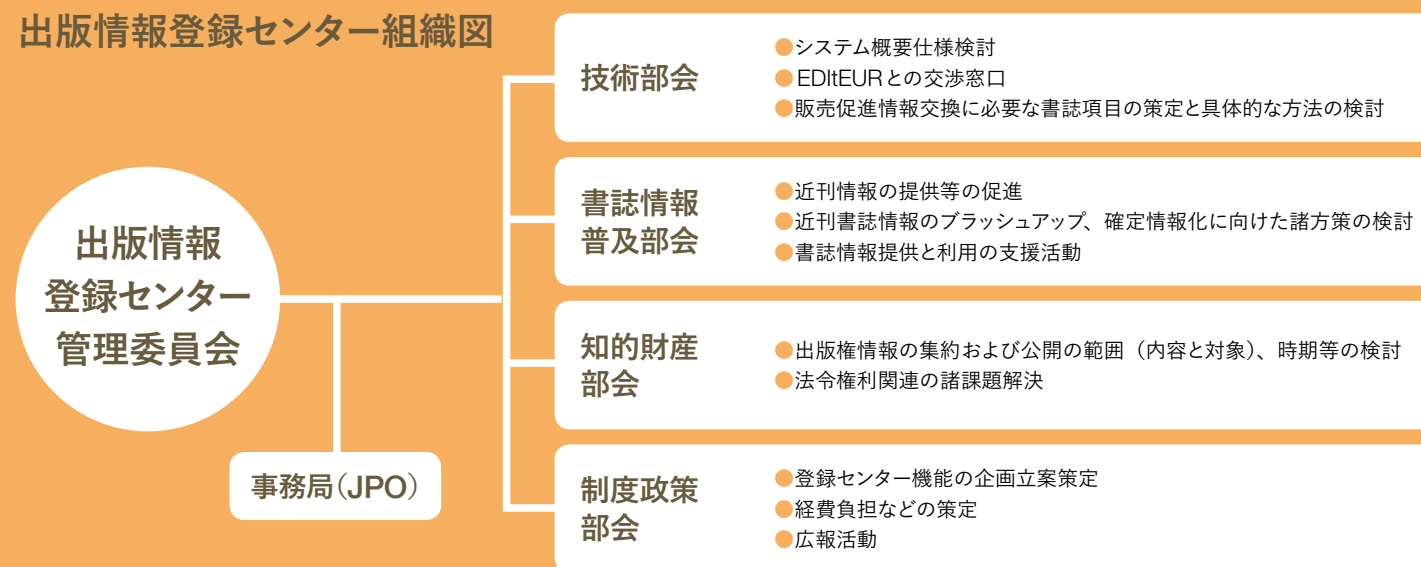 出版情報登録センター組織図
出版情報
登録センター
管理委員会
事務局（JPO）
技術部会
●システム概要仕様検討
●EDItEURとの交渉窓口
●販売促進情報交換に必要な書誌項目の策定と具体的な方法の検討
書誌情報
普及部会
●近刊情報の提供等の促進
●近刊書誌情報のブラッシュアップ、確定情報化に向けた諸方策の検討
●書誌情報提供と利用の支援活動
知的財産
部会
●出版権情報の集約および公開の範囲（内容と対象）、時期等の検討
●法令権利関連の諸課題解決
制度政策
部会
●登録センター機能の企画立案策定
●経費負担などの策定
●広報活動